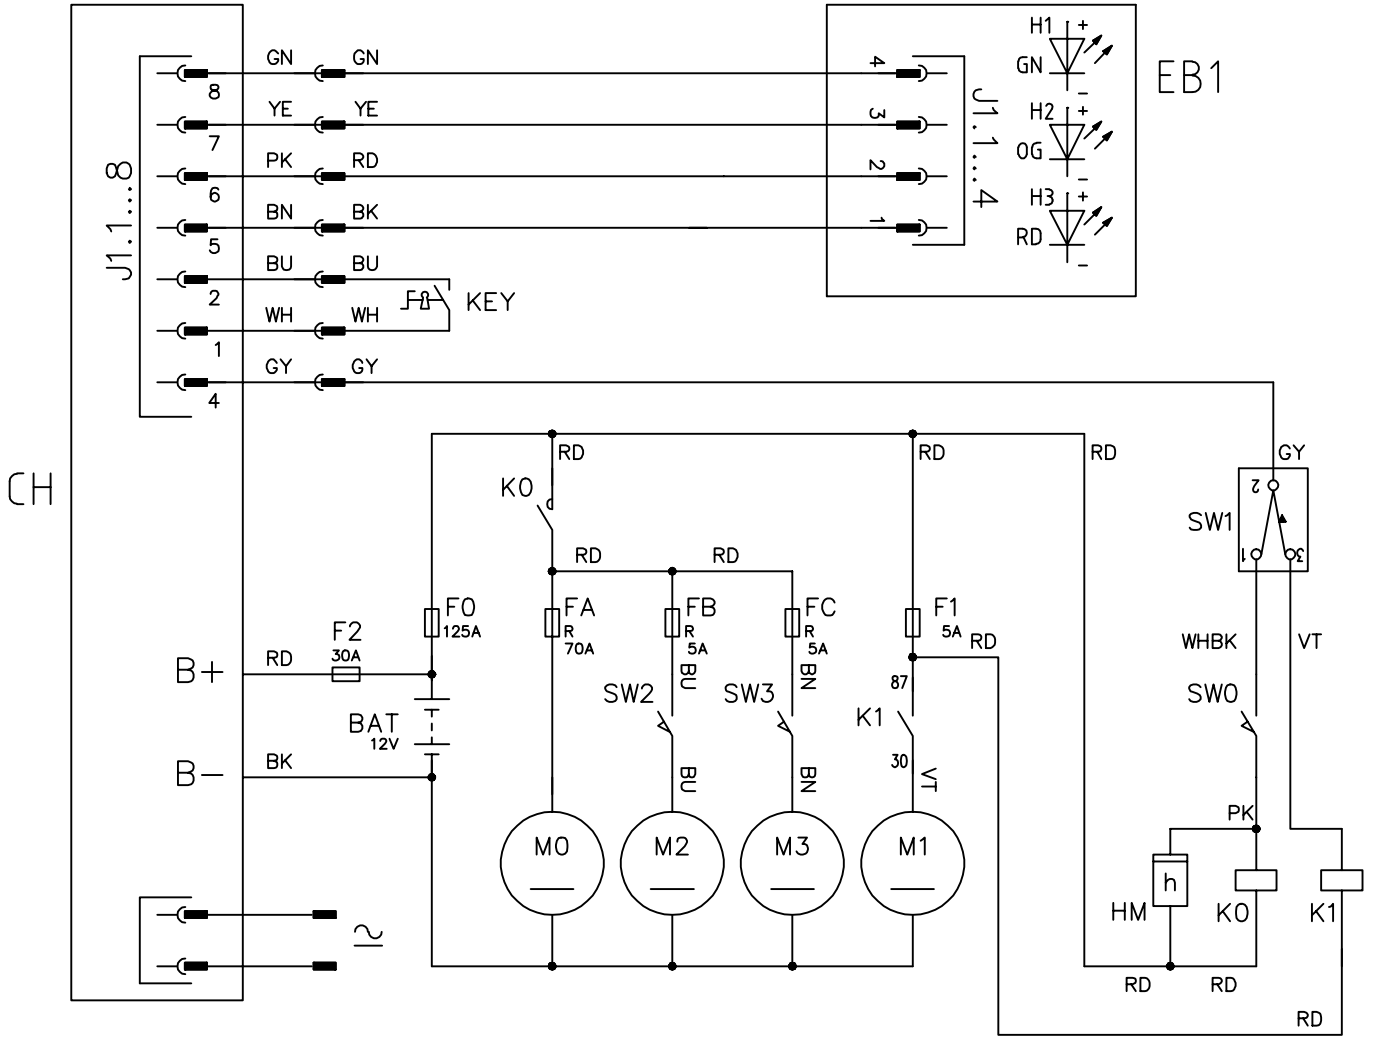 H1 +
GN GN 4 GN
8 -
EB1
YE YE 3 H2 +
7 OG
PK RD 2 -
J1.1...8 J1.1...4
6 H3 +
BN BK 1 RD
5 -
BU BU
2 KEY
WH WH
1
GY GY
4
RD RD RD GY
CH K0 2
SW1
1 3
RD RD
F0 FA FB FC F1
125A R R R 5A
70A 5A 5A
F2 RD WHBK VT
30A
B+ RD BU BN 87
SW2 SW3 K1 SW0
BAT
12V
B- BK 30
BU BN VT
PK
M0 M2 M3 M1
h
HM K0 K1
RD RD
RD